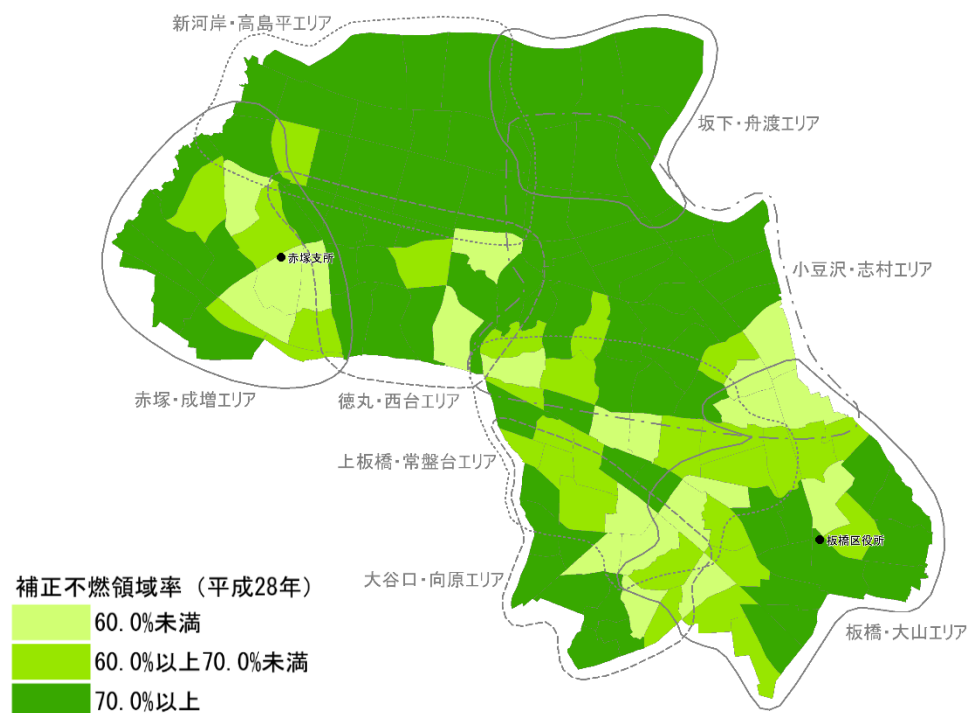 新河岸・高島平エリア
坂下・舟渡エリア
赤塚支所
小豆沢・志村エリア
赤塚・成増エリア
徳丸・西台エリア
上板橋・常盤台エリア
板橋区役所
大谷口・向原エリア
板橋・大山エリア
補正不燃領域率（平成28年）
60.0%未満
60.0%以上70.0%未満
70.0%以上